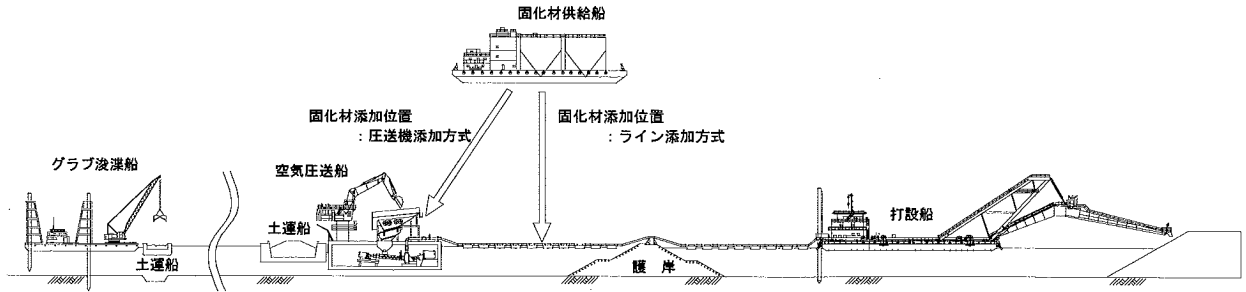 固化材供給船
固化材添加位置
：圧送機添加方式
固化材添加位置
：ライン添加方式
グラブ浚渫船
空気圧送船
打設船
土運船
土運船
護岸